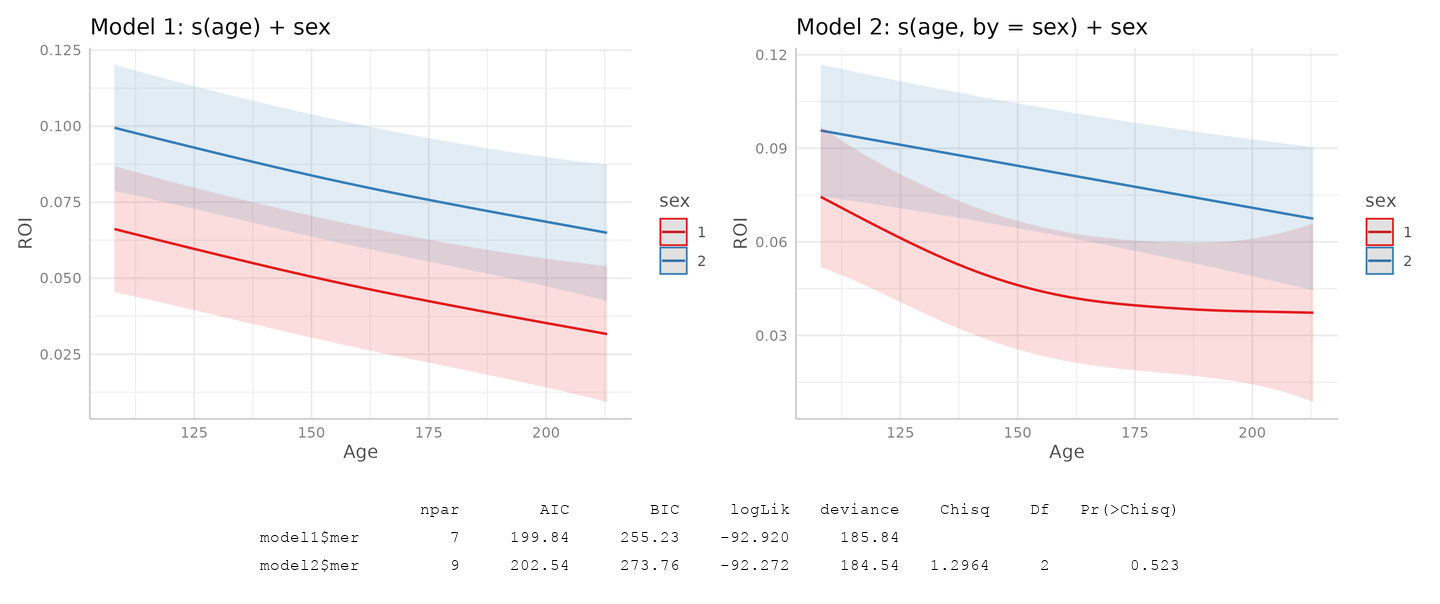 Model 1: s(age) + sex
0.125
0.100
0.075
0.050
0.025
ROI
125 150 175 200
Age
sex
1
2
Model 2: s(age, by = sex) + sex
0.12
0.09
0.06
0.03
ROI
125 150 175 200
Age
sex
1
2
npar AIC BIC logLik deviance Chisq Df Pr(>Chisq)
model1$mer 7 199.84 255.23 -92.920 185.84
model2$mer 9 202.54 273.76 -92.272 184.54 1.2964 2 0.523